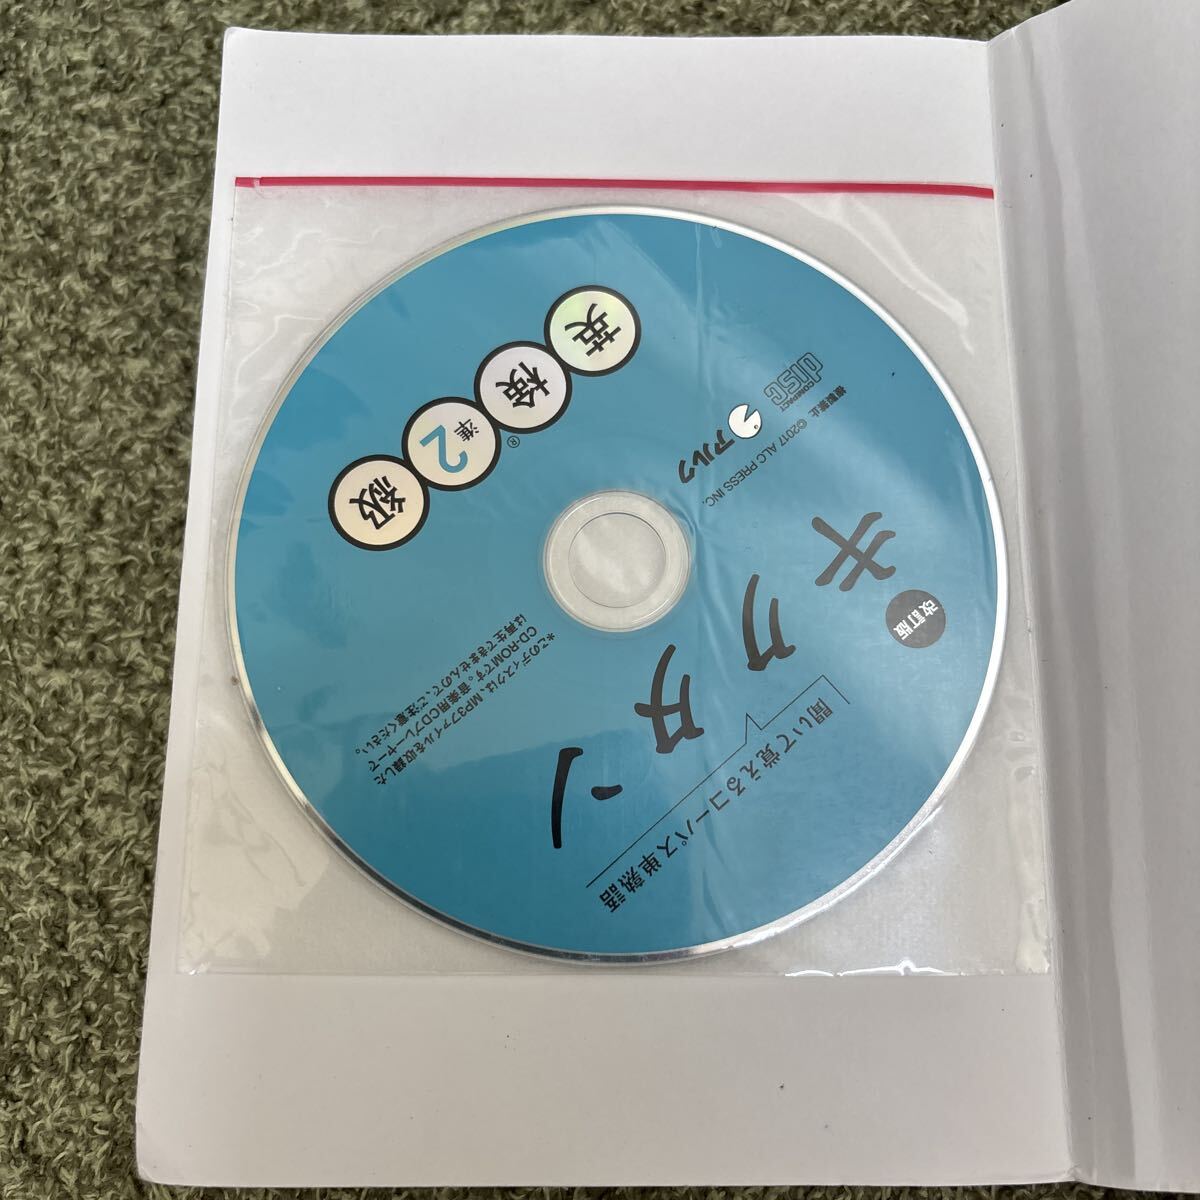 改訂版
聞いて覚えるコーパス単熟語
キクタン
英検®準2級
アルク
COMPACT
disc
複製禁止 ©2017 ALC PRESS INC.
*このディスクは、MP3ファイルを収録した
CD-ROMです。音楽用CDプレーヤーで
は再生できませんので、ご注意ください。